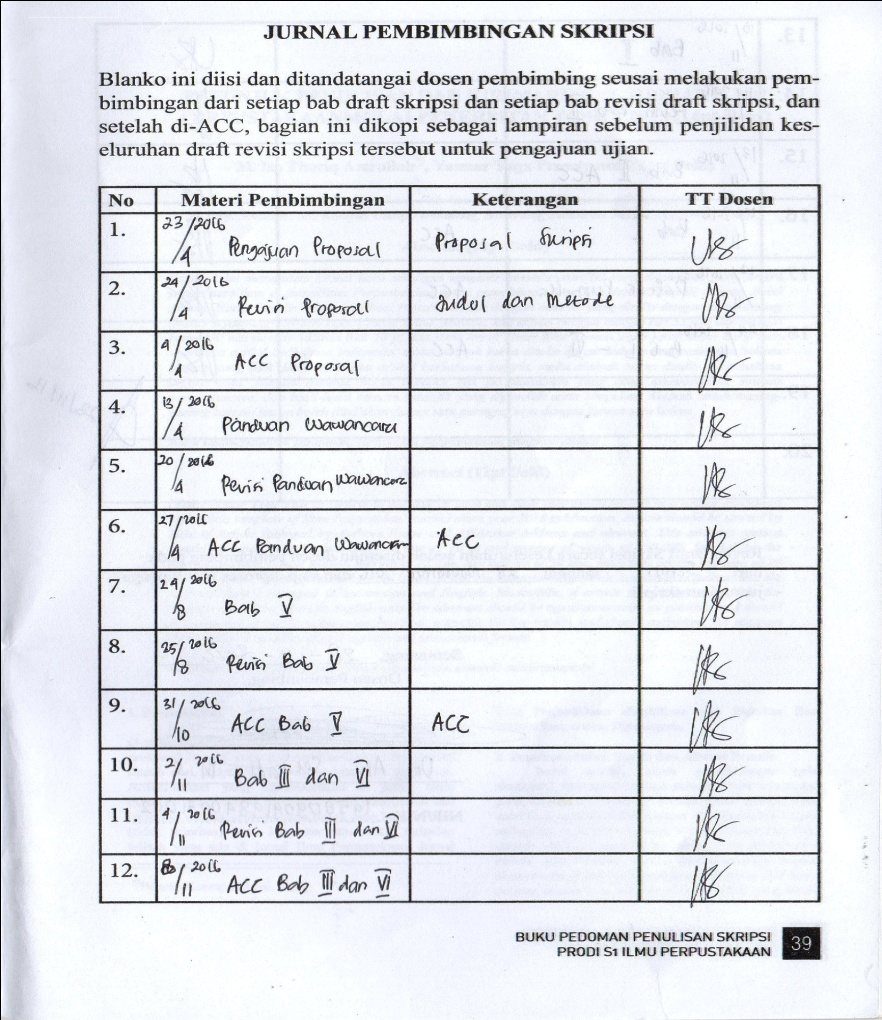 JURNAL PEMBIMBINGAN SKRIPSI
Blanko ini diisi dan ditandatangai dosen pembimbing seusai melakukan pem-
bimbingan dari setiap bab draft skripsi dan setiap bab revisi draft skripsi, dan
setelah di-ACC, bagian ini dikopi sebagai lampiran sebelum penjilidan kes-
eluruhan draft revisi skripsi tersebut untuk pengajuan ujian.
No Materi Pembimbingan Keterangan TT Dosen
1. 23/4 2016 Pengajuan Proposal Proposal Skripsi
2. 24/4 2016 Revisi Proposal Judul dan Metode
3. 4/4 2016 ACC Proposal
4. 13/4 2016 Panduan Wawancara
5. 20/4 2016 Revisi Panduan Wawancara
6. 27/4 2016 ACC Panduan Wawancara ACC
7. 24/8 2016 Bab V
8. 25/8 2016 Revisi Bab V
9. 31/10 2016 ACC Bab V ACC
10. 2/11 2016 Bab III dan VI
11. 4/11 2016 Revisi Bab III dan VI
12. /11 2016 ACC Bab III dan VI
BUKU PEDOMAN PENULISAN SKRIPSI
PRODI S1 ILMU PERPUSTAKAAN 39